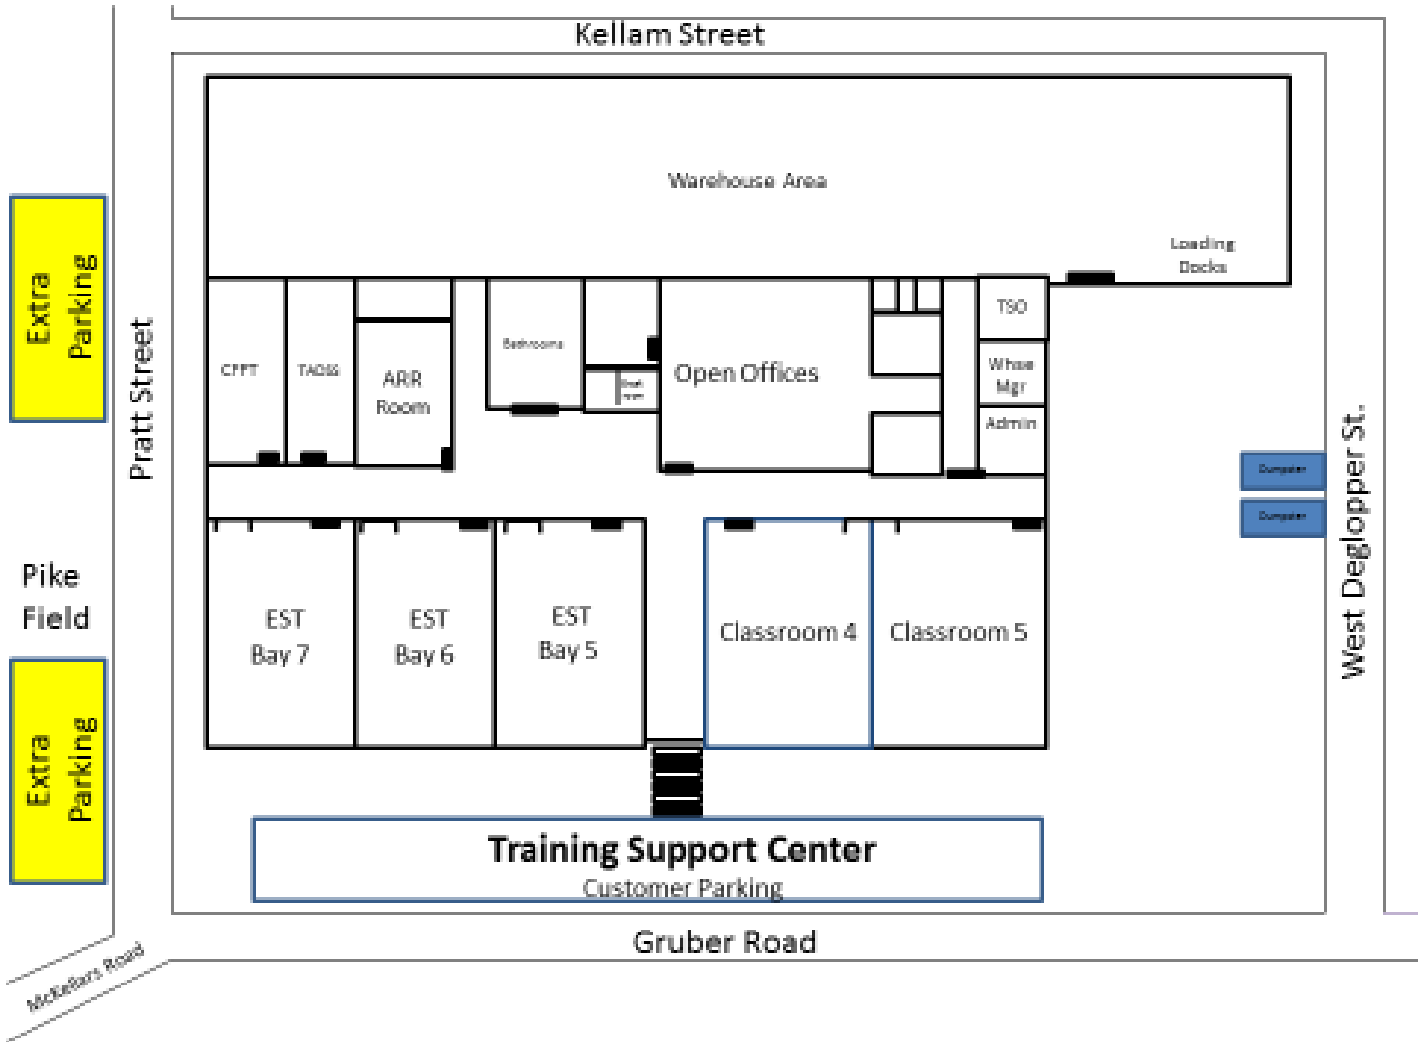 Kellam Street
Warehouse Area
Loading
Docks
Extra
Parking
Pratt Street
CFFT
TADSS
ARR
Room
Bathrooms
Open Offices
TSO
Whse
Mgr
Admin
Dumpster
Dumpster
West Deglopper St.
Pike
Field
EST
Bay 7
EST
Bay 6
EST
Bay 5
Classroom 4
Classroom 5
Extra
Parking
Training Support Center
Customer Parking
Gruber Road
McKellars Road